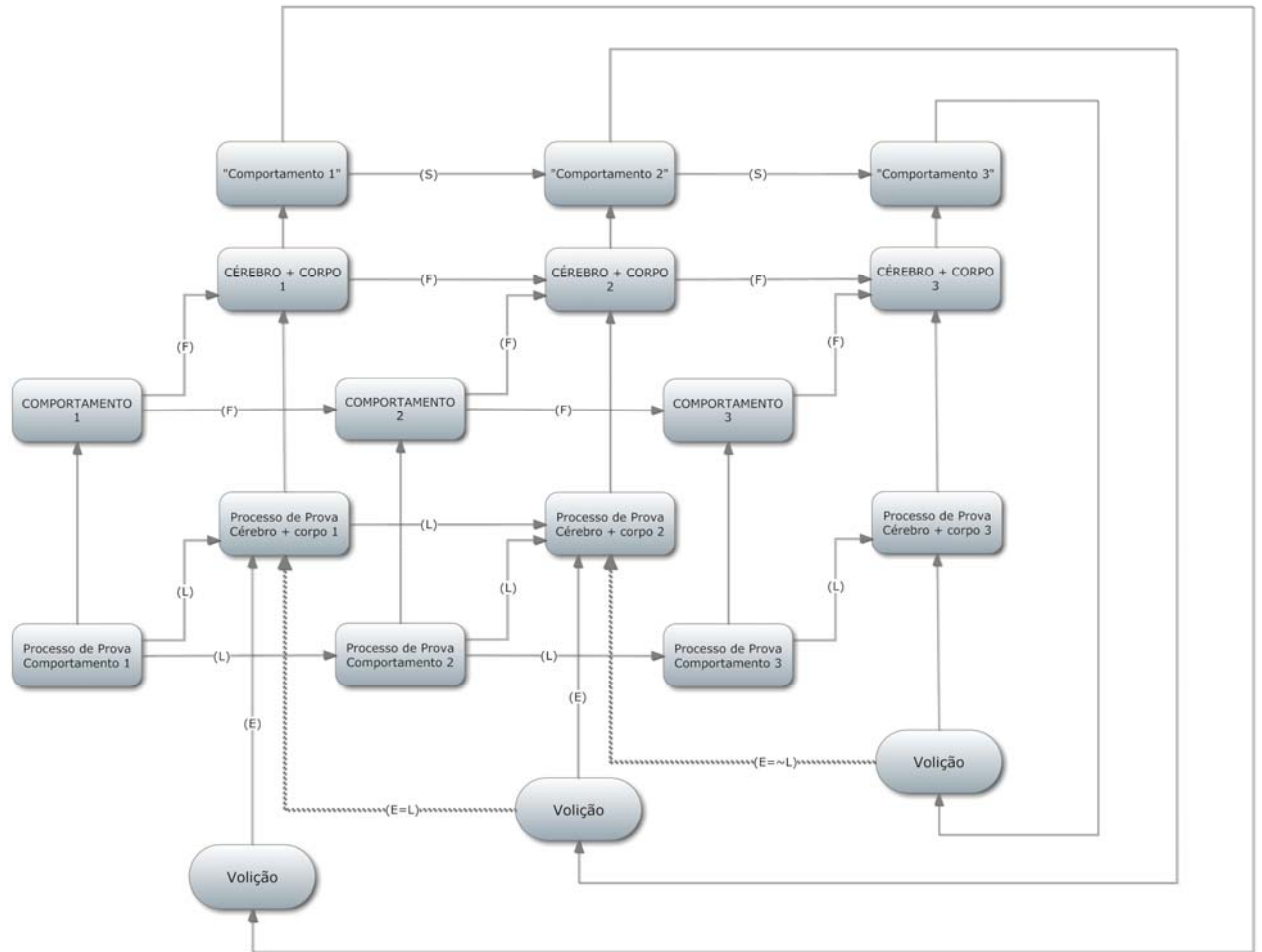 "Comportamento 1"
(S)
"Comportamento 2"
(S)
"Comportamento 3"
CÉREBRO + CORPO
1
(F)
CÉREBRO + CORPO
2
(F)
CÉREBRO + CORPO
3
(F)
(F)
(F)
COMPORTAMENTO
1
(F)
COMPORTAMENTO
2
(F)
COMPORTAMENTO
3
Processo de Prova
Cérebro + corpo 1
(L)
Processo de Prova
Cérebro + corpo 2
Processo de Prova
Cérebro + corpo 3
(L)
(L)
(L)
Processo de Prova
Comportamento 1
(L)
Processo de Prova
Comportamento 2
(L)
Processo de Prova
Comportamento 3
(E)
(E)
(E=~L)
Volição
(E=L)
Volição
Volição